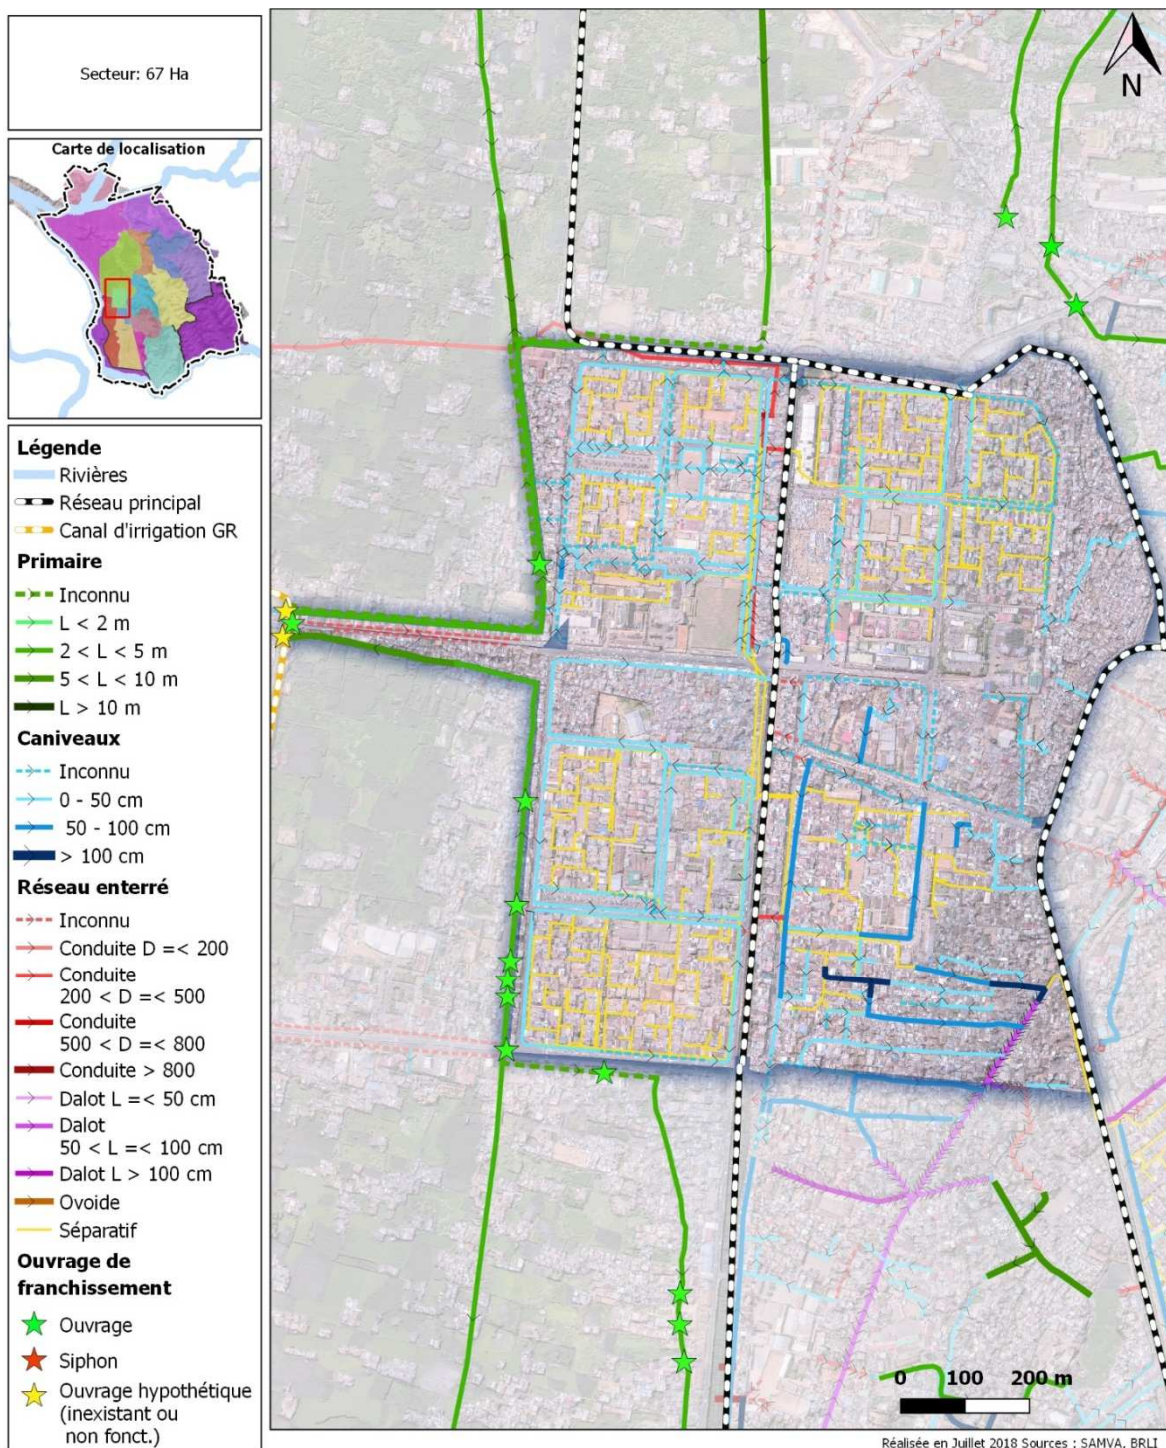 Secteur: 67 Ha
Carte de localisation
Légende
Rivières
Réseau principal
Canal d'irrigation GR
Primaire
Inconnu
L < 2 m
2 < L < 5 m
5 < L < 10 m
L > 10 m
Caniveaux
Inconnu
0 - 50 cm
50 - 100 cm
> 100 cm
Réseau enterré
Inconnu
Conduite D =< 200
Conduite
200 < D =< 500
Conduite
500 < D =< 800
Conduite > 800
Dalot L =< 50 cm
Dalot
50 < L =< 100 cm
Dalot L > 100 cm
Ovoide
Séparatif
Ouvrage de
franchissement
Ouvrage
Siphon
Ouvrage hypothétique
(inexistant ou
non fonct.)
N
0 100 200 m
Réalisée en Juillet 2018 Sources : SAMVA, BRLI